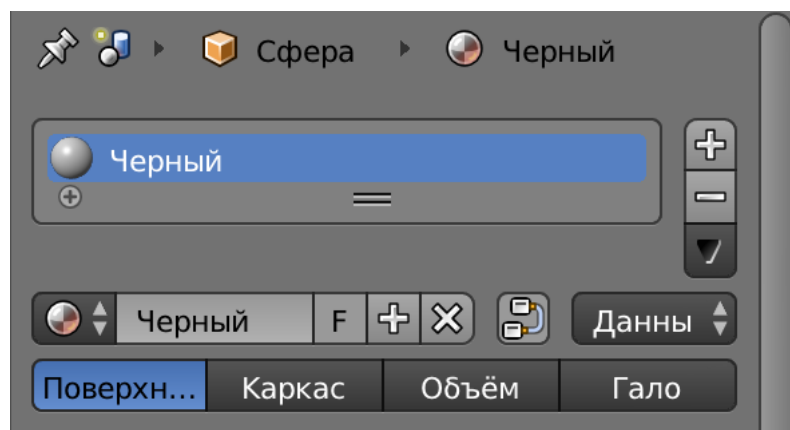 Сфера Черный
Черный
Черный F Данны
Поверхн... Каркас Объём Гало